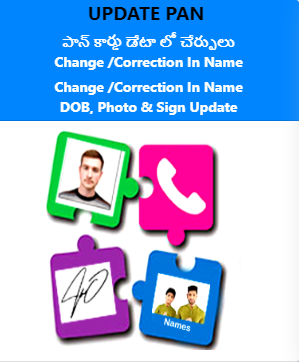 UPDATE PAN
పాన్ కార్డు డేటా లో చేర్పులు
Change /Correction In Name
Change /Correction In Name
DOB, Photo & Sign Update
Names